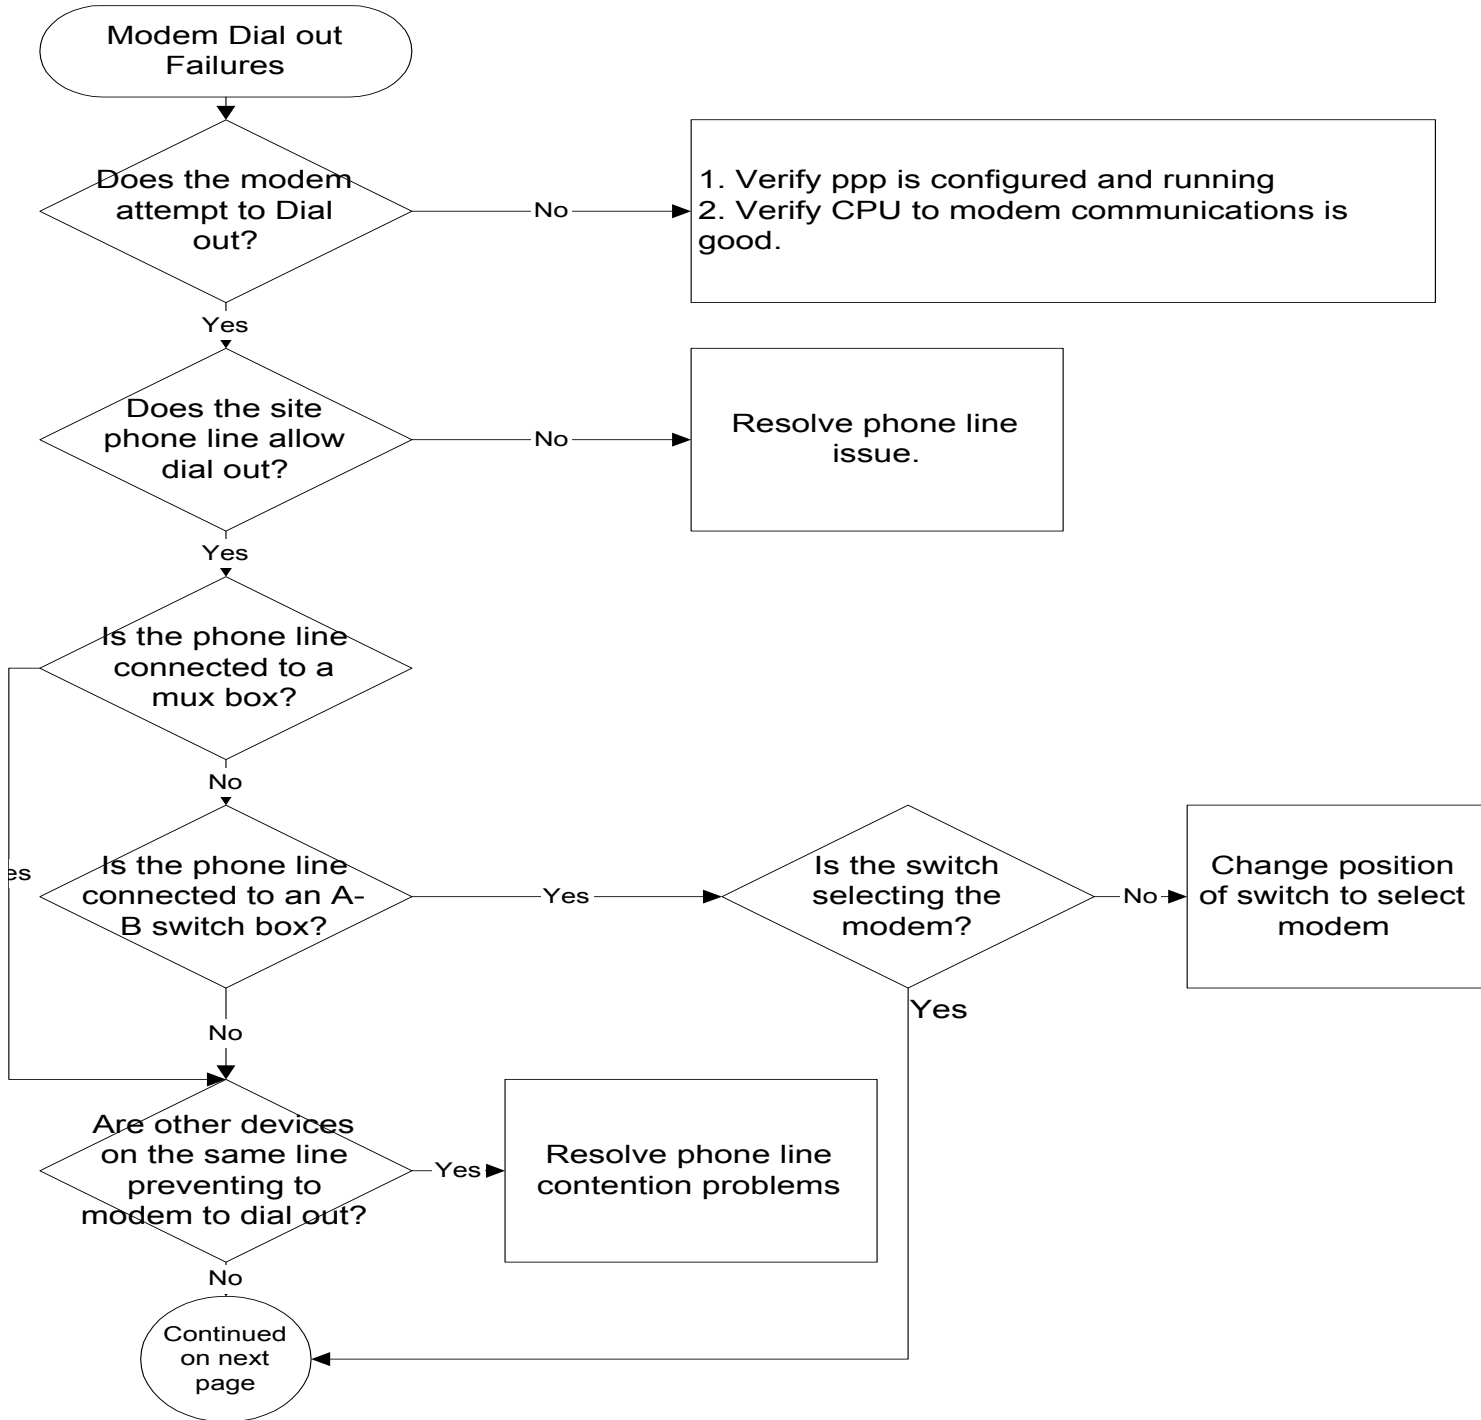 Modem Dial out
Failures
Does the modem
attempt to Dial
out?
No
1. Verify ppp is configured and running
2. Verify CPU to modem communications is
good.
Yes
Does the site
phone line allow
dial out?
No
Resolve phone line
issue.
Yes
Is the phone line
connected to a
mux box?
No
es
Is the phone line
connected to an A-
B switch box?
Yes
Is the switch
selecting the
modem?
No
Change position
of switch to select
modem
Yes
No
Are other devices
on the same line
preventing to
modem to dial out?
Yes
Resolve phone line
contention problems
No
Continued
on next
page